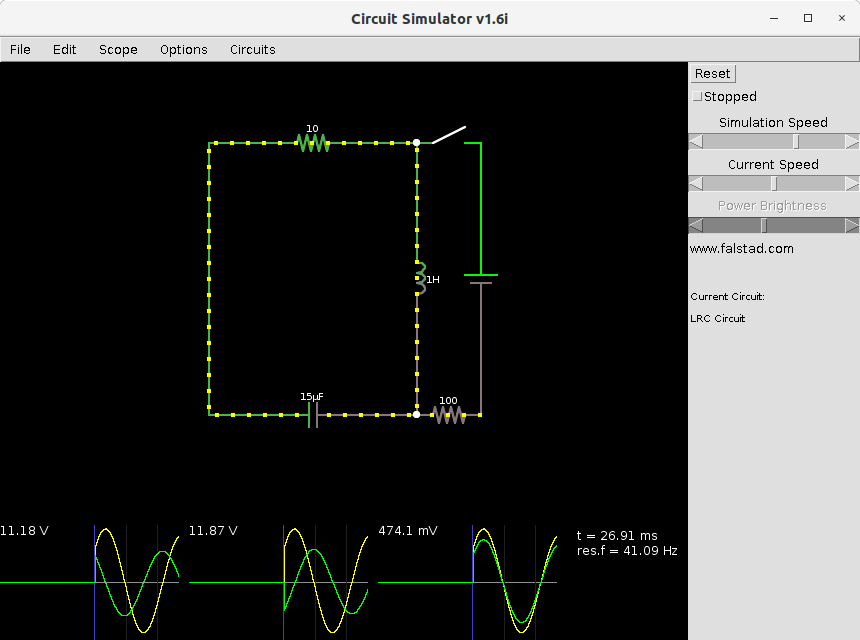 Circuit Simulator v1.6i
File Edit Scope Options Circuits
Reset
Stopped
Simulation Speed
Current Speed
Power Brightness
www.falstad.com
Current Circuit:
LRC Circuit
10
1H
15µF
100
11.18 V
11.87 V
474.1 mV
t = 26.91 ms
res.f = 41.09 Hz